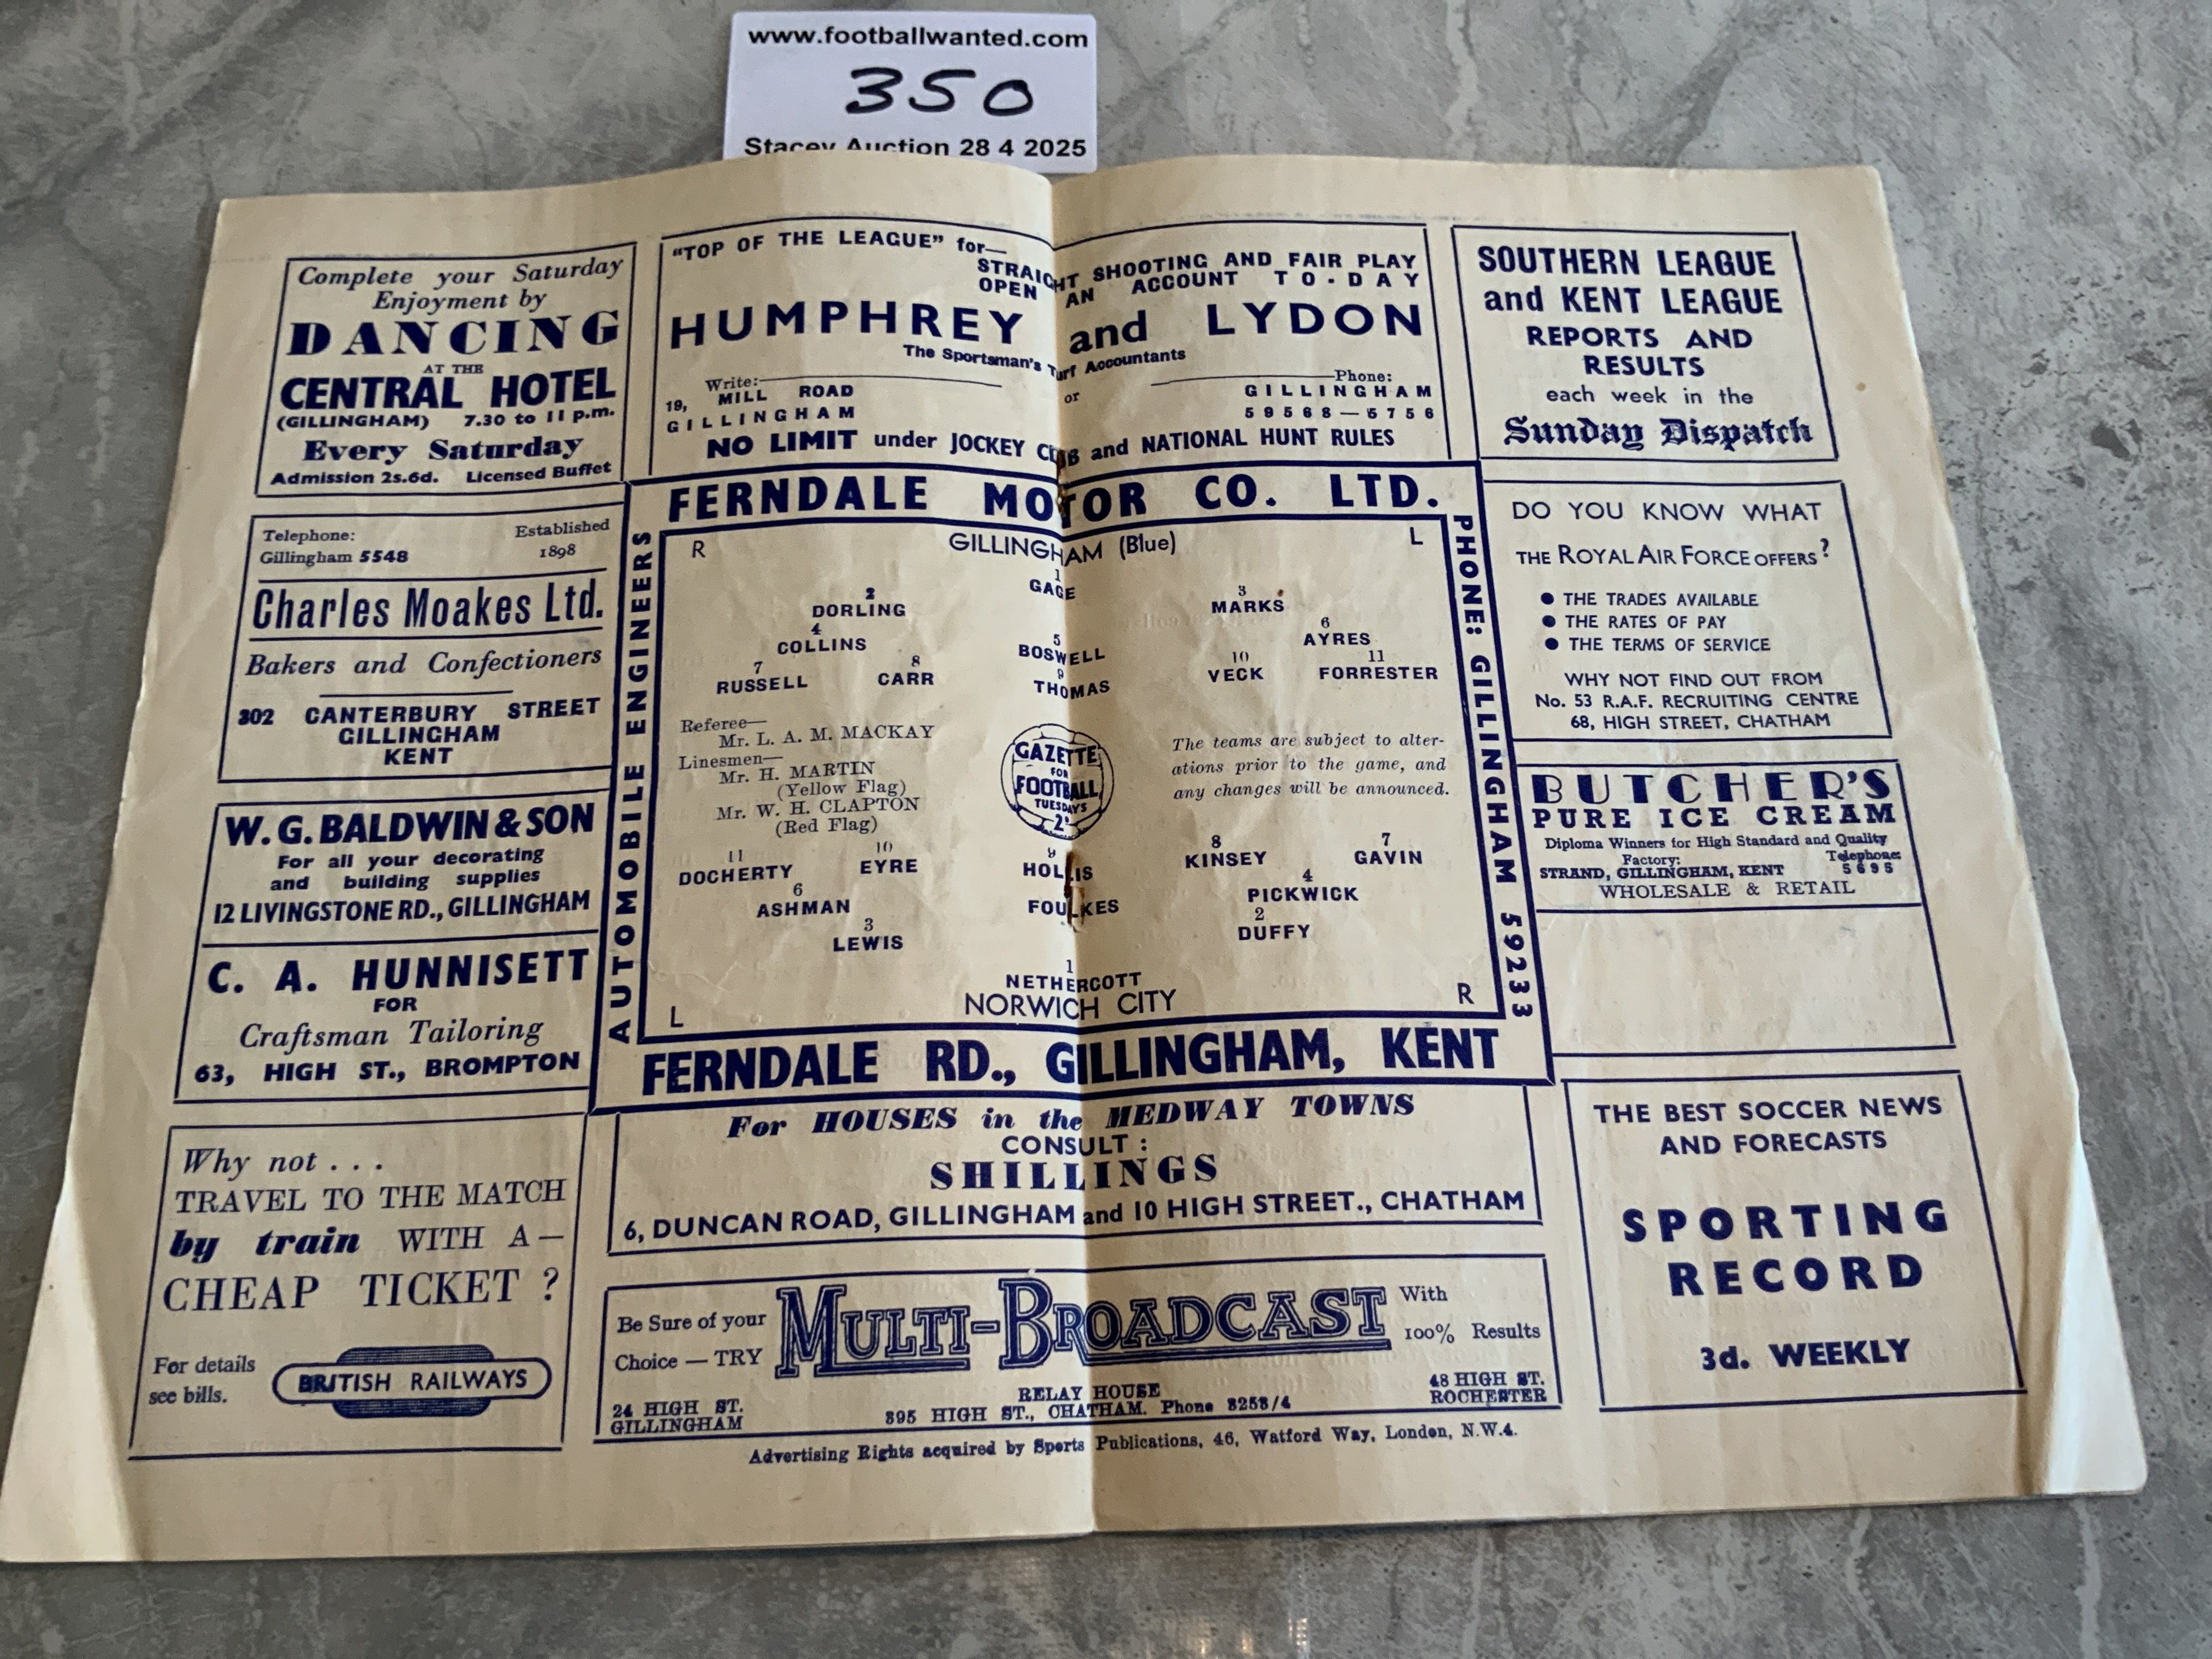 www.footballwanted.com
350
Stacey Auction 28 4 2025
Complete your Saturday
Enjoyment by
DANCING
AT THE
CENTRAL HOTEL
(GILLINGHAM) 7.30 to 11 p.m.
Every Saturday
Admission 2s.6d. Licensed Buffet
Telephone: Established
Gillingham 5548 1898
Charles Moakes Ltd.
Bakers and Confectioners
302 CANTERBURY STREET
GILLINGHAM
KENT
W. G. BALDWIN & SON
For all your decorating
and building supplies
12 LIVINGSTONE RD., GILLINGHAM
C. A. HUNNISETT
FOR
Craftsman Tailoring
63, HIGH ST., BROMPTON
Why not . . .
TRAVEL TO THE MATCH
by train WITH A —
CHEAP TICKET ?
For details
see bills.
BRITISH RAILWAYS
"TOP OF THE LEAGUE" for—
STRAIGHT SHOOTING AND FAIR PLAY
OPEN AN ACCOUNT TO-DAY
HUMPHREY and LYDON
The Sportsman's Turf Accountants
Write: Phone:
19, MILL ROAD or GILLINGHAM
GILLINGHAM 59568—5756
NO LIMIT under JOCKEY CLUB and NATIONAL HUNT RULES
FERNDALE MOTOR CO. LTD.
AUTOMOBILE ENGINEERS
PHONE: GILLINGHAM 59233
R GILLINGHAM (Blue) L
1
GAGE
2 3
DORLING MARKS
4 5 6
COLLINS BOSWELL AYRES
7 8 9 10 11
RUSSELL CARR THOMAS VECK FORRESTER
Referee—
Mr. L. A. M. MACKAY
Linesmen—
Mr. H. MARTIN
(Yellow Flag)
Mr. W. H. CLAPTON
(Red Flag)
GAZETTE
FOR
FOOTBALL
TUESDAYS
2ᵈ
The teams are subject to alter-
ations prior to the game, and
any changes will be announced.
11 10 9 8 7
DOCHERTY EYRE HOLLIS KINSEY GAVIN
6 4
ASHMAN FOULKES PICKWICK
3 2
LEWIS DUFFY
1
NETHERCOTT
L NORWICH CITY R
FERNDALE RD., GILLINGHAM, KENT
For HOUSES in the MEDWAY TOWNS
CONSULT :
SHILLINGS
6, DUNCAN ROAD, GILLINGHAM and 10 HIGH STREET., CHATHAM
Be Sure of your
Choice — TRY
MULTI-BROADCAST
With
100% Results
24 HIGH ST.
GILLINGHAM
RELAY HOUSE
395 HIGH ST., CHATHAM. Phone 3253/4
48 HIGH ST.
ROCHESTER
Advertising Rights acquired by Sports Publications, 46, Watford Way, London, N.W.4.
SOUTHERN LEAGUE
and KENT LEAGUE
REPORTS AND
RESULTS
each week in the
Sunday Dispatch
DO YOU KNOW WHAT
THE ROYAL AIR FORCE OFFERS?
● THE TRADES AVAILABLE
● THE RATES OF PAY
● THE TERMS OF SERVICE
WHY NOT FIND OUT FROM
No. 53 R.A.F. RECRUITING CENTRE
68, HIGH STREET, CHATHAM
BUTCHER'S
PURE ICE CREAM
Diploma Winners for High Standard and Quality
Factory: Telephone:
STRAND, GILLINGHAM, KENT 5695
WHOLESALE & RETAIL
THE BEST SOCCER NEWS
AND FORECASTS
SPORTING
RECORD
3d. WEEKLY